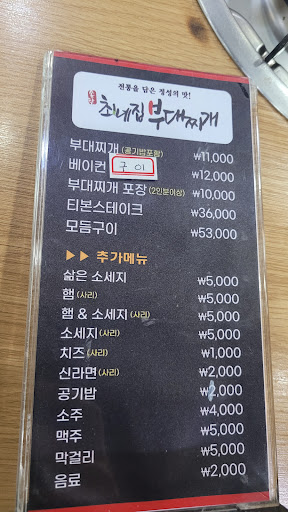 전통을 담은 정성의 맛!
초네집 부대찌개
부대찌개 (공기밥포함) ₩11,000
베이컨 구이 ₩12,000
부대찌개 포장 (2인분이상) ₩10,000
티본스테이크 ₩36,000
모듬구이 ₩53,000
▶▶ 추가메뉴
삶은 소세지 ₩5,000
햄 (사리) ₩5,000
햄 & 소세지 (사리) ₩5,000
소세지 (사리) ₩5,000
치즈 (사리) ₩1,000
신라면 (사리) ₩2,000
공기밥 ₩2,000
소주 ₩4,000
맥주 ₩5,000
막걸리 ₩5,000
음료 ₩2,000